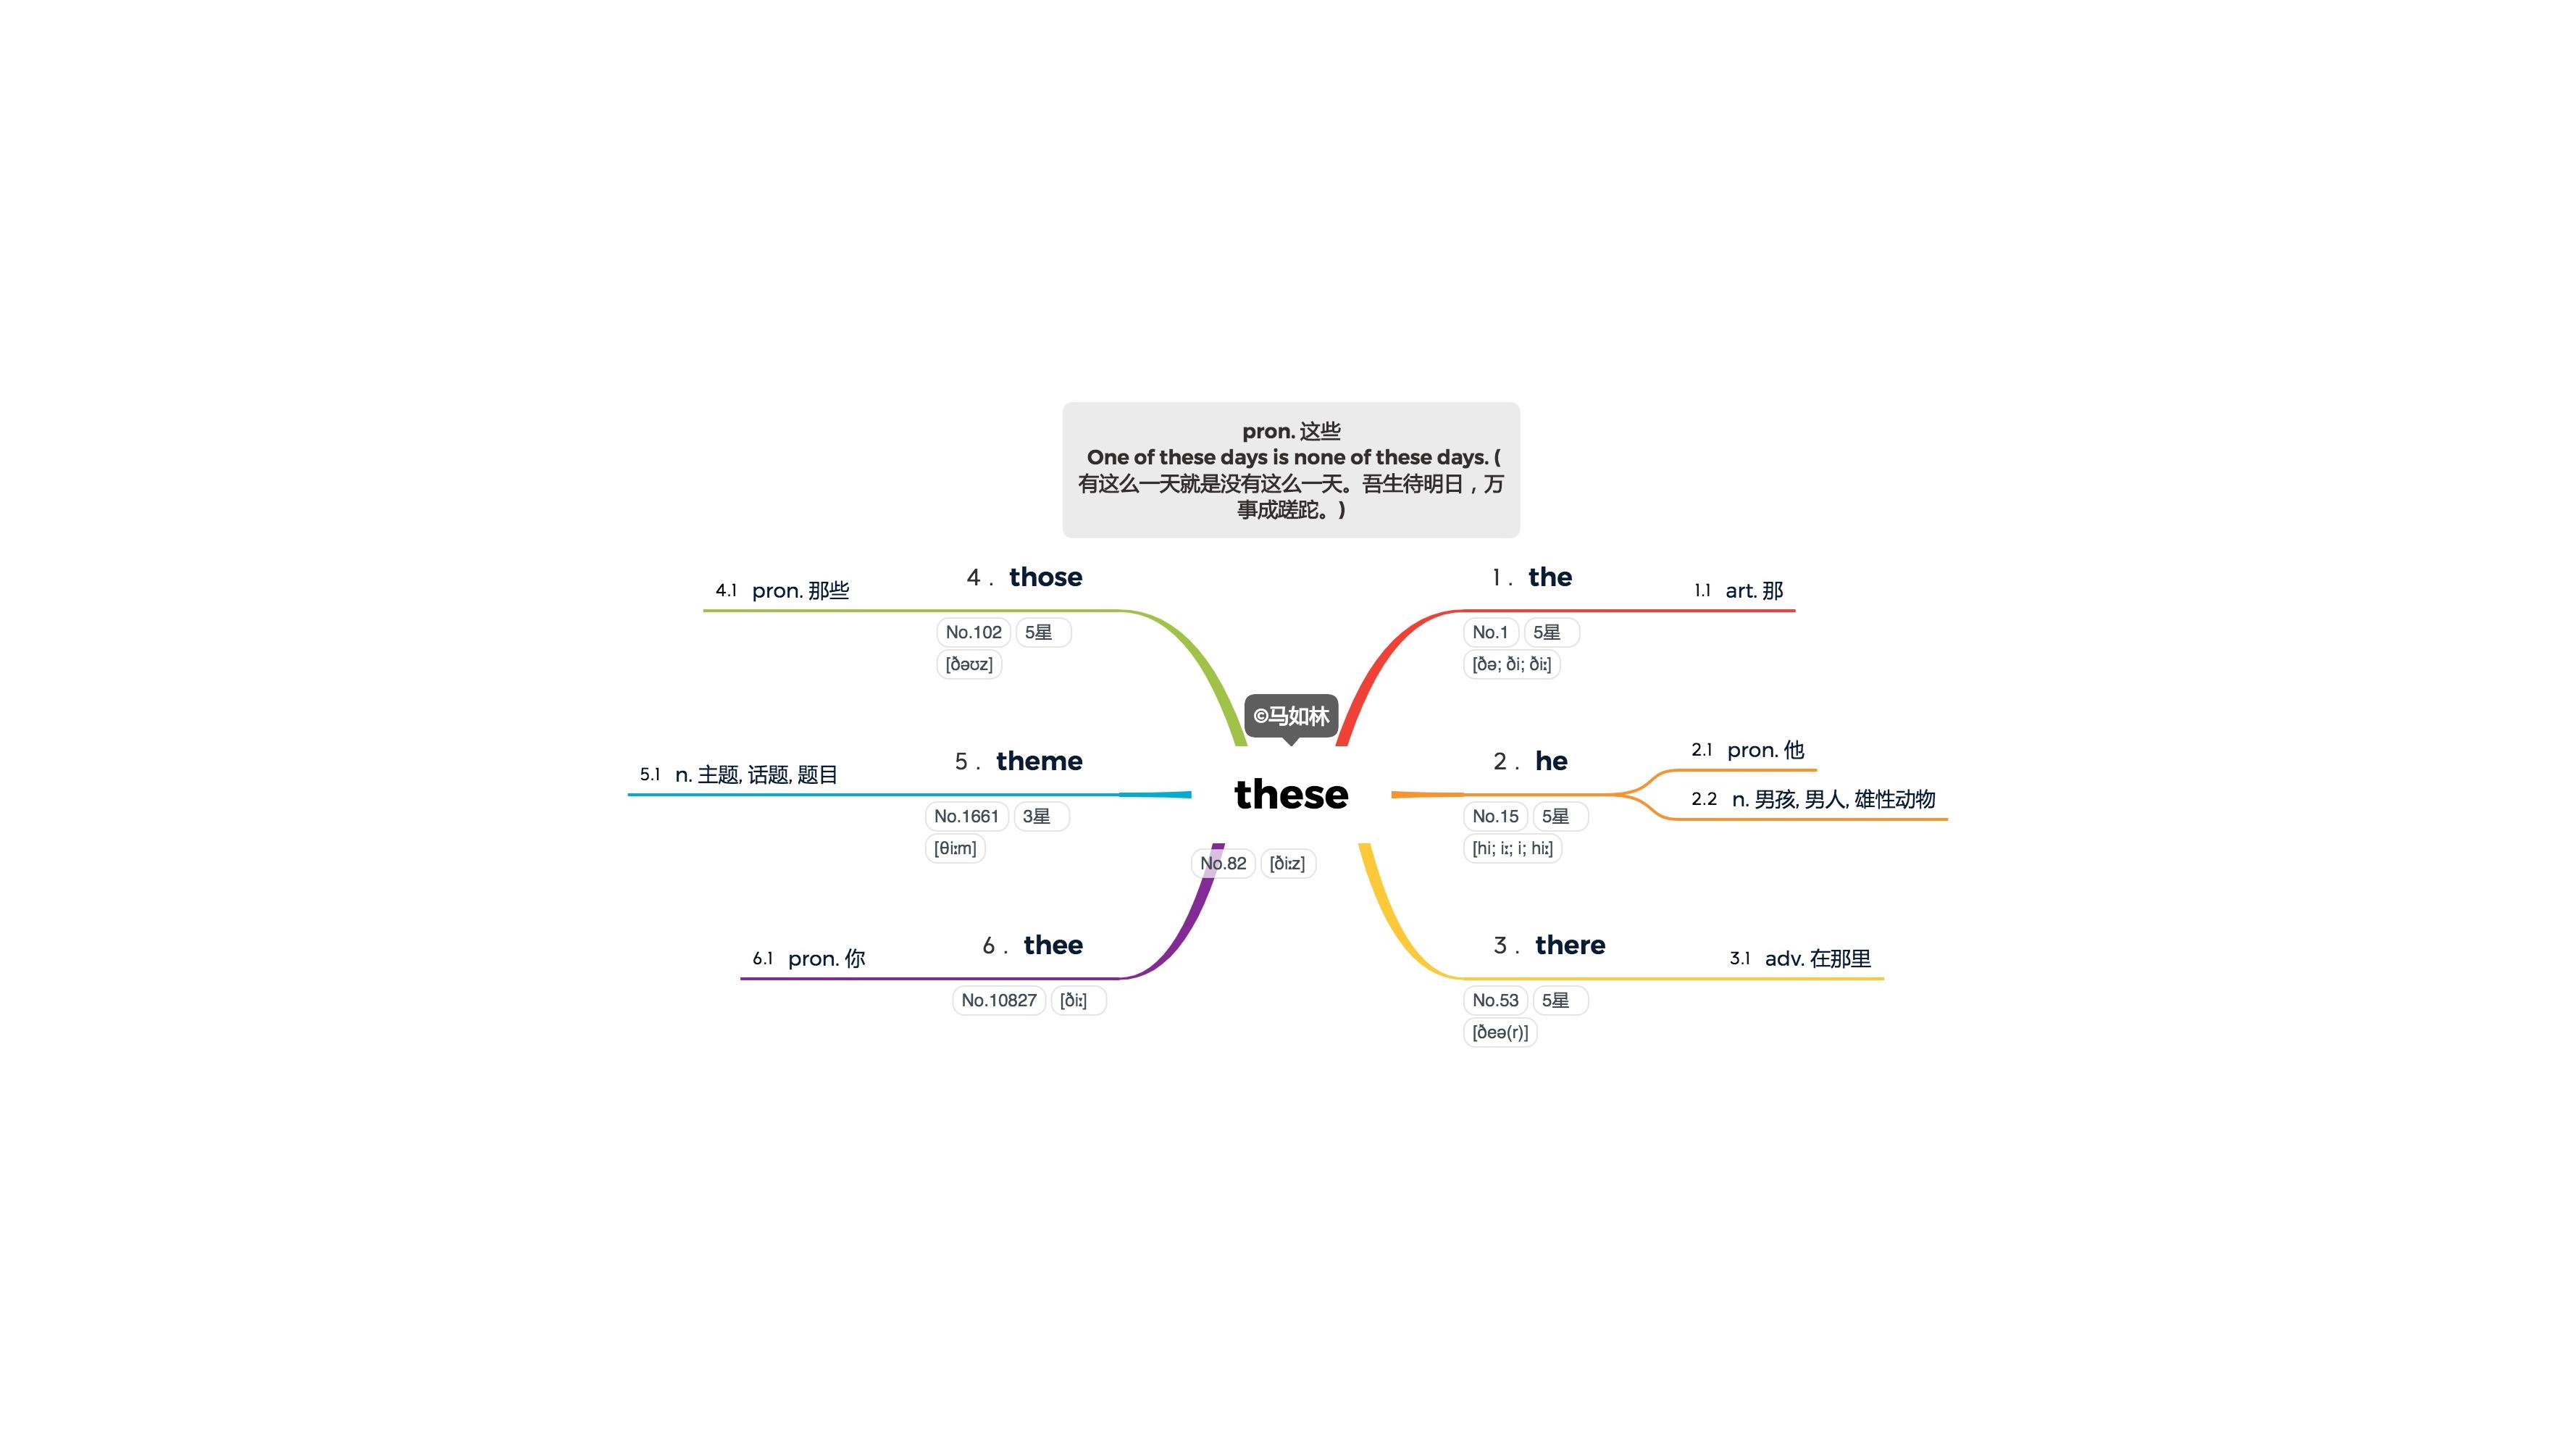 pron. 这些
One of these days is none of these days. (
有这么一天就是没有这么一天。吾生待明日，万
事成蹉跎。)
©马如林
these
No.82 [ðiːz]
1 . the
No.1 5星
[ðə; ði; ðiː]
1.1 art. 那
2 . he
No.15 5星
[hi; iː; i; hiː]
2.1 pron. 他
2.2 n. 男孩, 男人, 雄性动物
3 . there
No.53 5星
[ðeə(r)]
3.1 adv. 在那里
4 . those
No.102 5星
[ðəʊz]
4.1 pron. 那些
5 . theme
No.1661 3星
[θiːm]
5.1 n. 主题, 话题, 题目
6 . thee
No.10827 [ðiː]
6.1 pron. 你